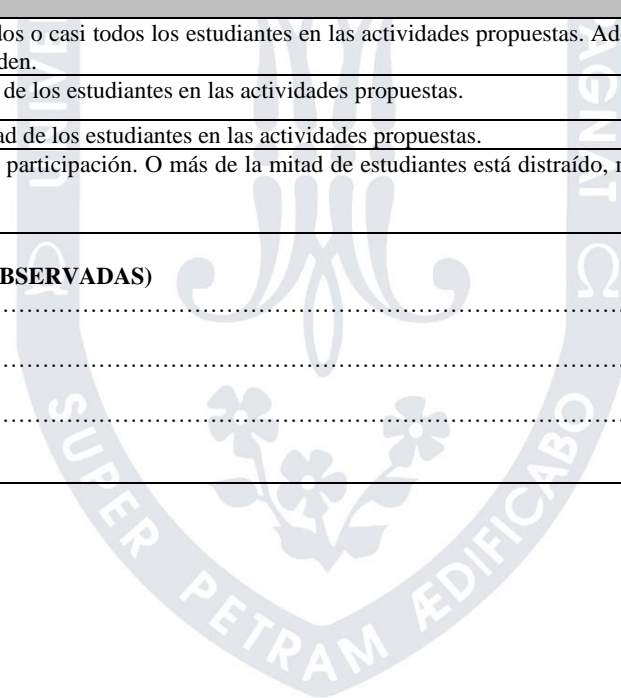 dos o casi todos los estudiantes en las actividades propuestas. Ad
den.
de los estudiantes en las actividades propuestas.
ad de los estudiantes en las actividades propuestas.
participación. O más de la mitad de estudiantes está distraído,
BSERVADAS)
………………………………………………………………………
………………………………………………………………………
………………………………………………………………………
AGNAT
SUPER PETRAM ÆDIFICABO